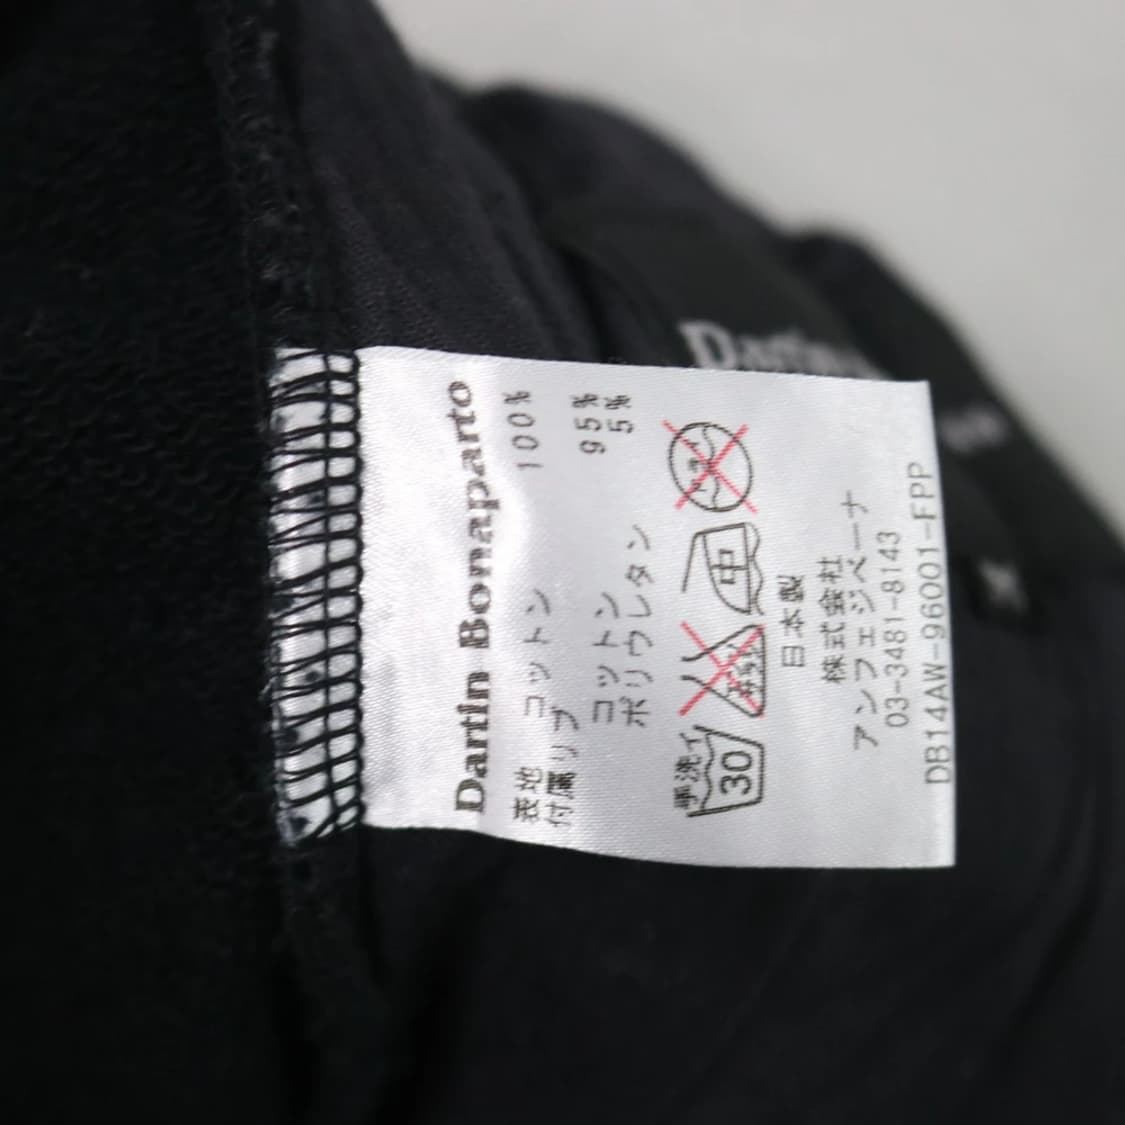 Dartin Bonaparto
表地 コットン 100%
付属リブ
コットン 95%
ポリウレタン 5%
手洗イ
30
中
日本製
株式会社
アンフェジベーナ
03-3481-8143
DB14AW-96001-FPP